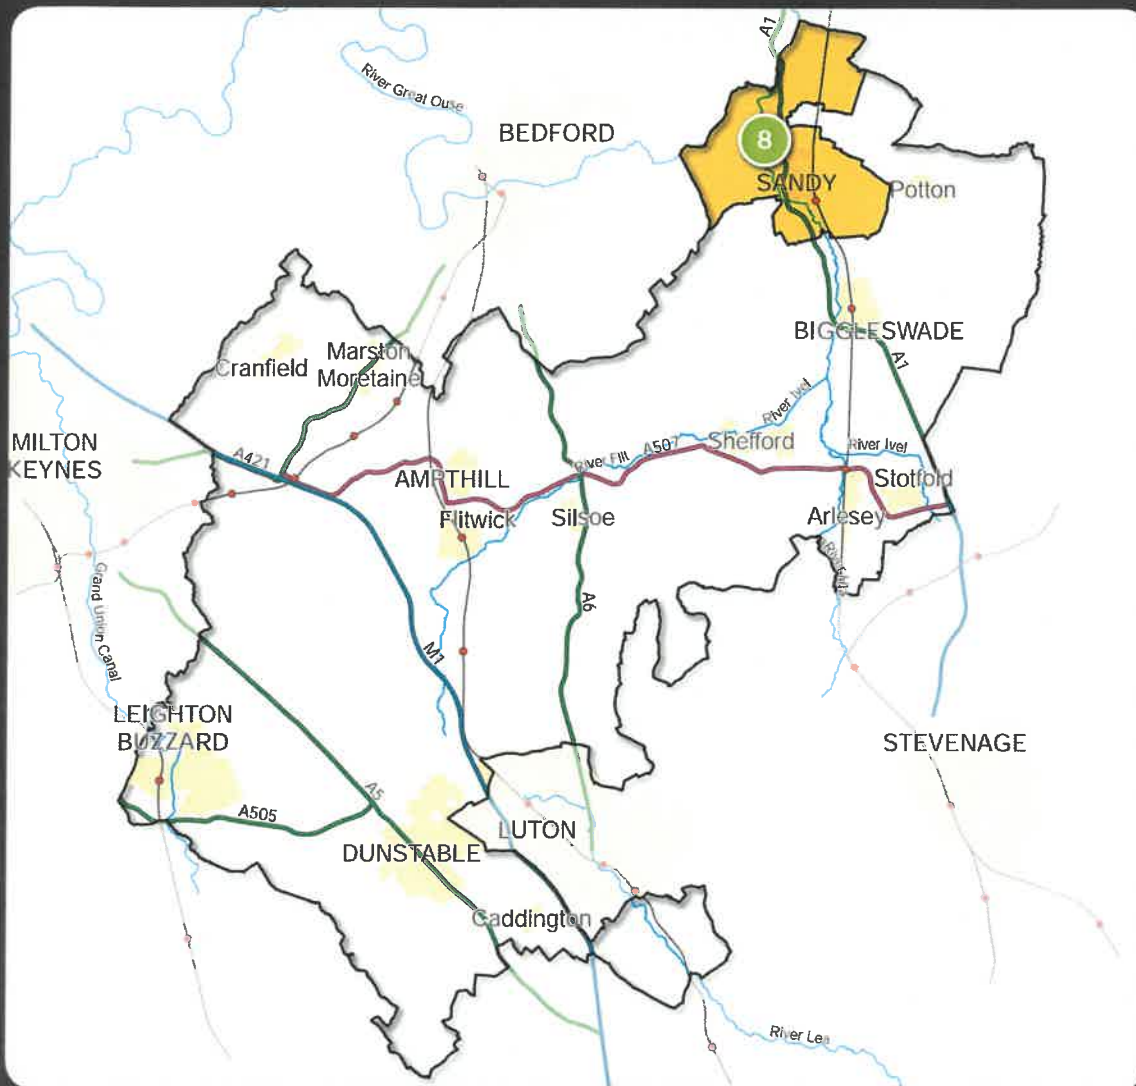 A1
River Great Ouse
BEDFORD
8
SANDY
Potton
BIGGLESWADE
Marston
Moretaine
Cranfield
A1
River Ivel
MILTON
KEYNES
A421
AMPTHILL
River Flit
A507
Shefford
River Ivel
Stotfold
Flitwick
Silsoe
Arlesey
Grand Union Canal
A6
M1
LEIGHTON
BUZZARD
STEVENAGE
A5
A505
LUTON
DUNSTABLE
Caddington
River Lea